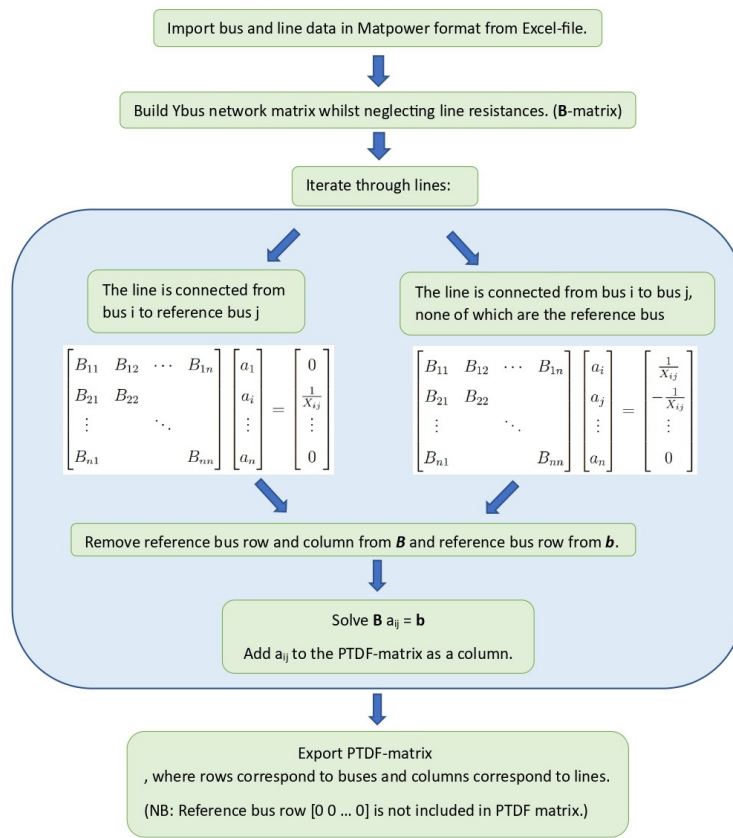 Import bus and line data in Matpower format from Excel-file.
Build Ybus network matrix whilst neglecting line resistances. (B-matrix)
Iterate through lines:
The line is connected from
bus i to reference bus j
The line is connected from bus i to bus j,
none of which are the reference bus
B₁₁ B₁₂ ⋯ B₁ₙ a₁ 0
B₂₁ B₂₂ aᵢ = 1/Xᵢⱼ
⋮ ⋱ ⋮ ⋮
Bₙ₁ Bₙₙ aₙ 0
B₁₁ B₁₂ ⋯ B₁ₙ aᵢ 1/Xᵢⱼ
B₂₁ B₂₂ aⱼ = −1/Xᵢⱼ
⋮ ⋱ ⋮ ⋮
Bₙ₁ Bₙₙ aₙ 0
Remove reference bus row and column from B and reference bus row from b.
Solve B aᵢⱼ = b
Add aᵢⱼ to the PTDF-matrix as a column.
Export PTDF-matrix
, where rows correspond to buses and columns correspond to lines.
(NB: Reference bus row [0 0 ... 0] is not included in PTDF matrix.)